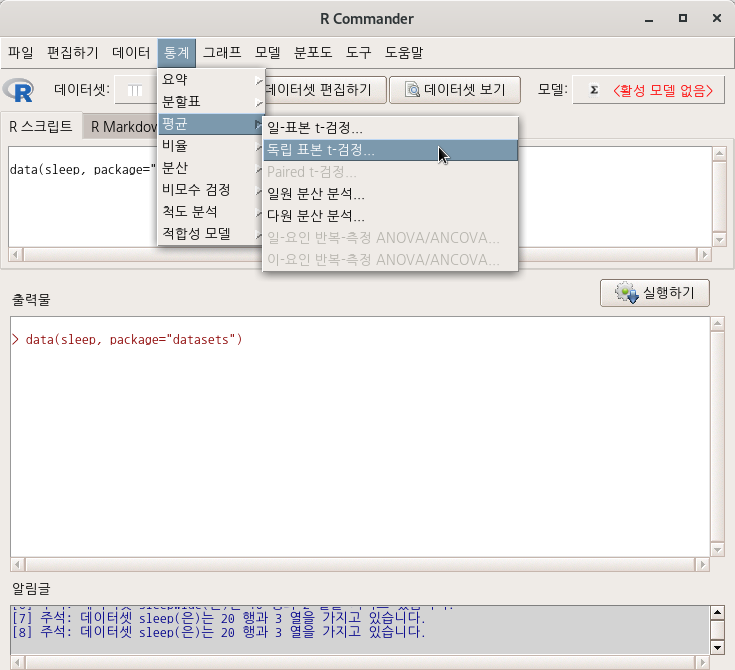 R Commander
파일 편집하기 데이터 통계 그래프 모델 분포도 도구 도움말
데이터셋: 데이터셋 편집하기 데이터셋 보기 모델: Σ <활성 모델 없음>
R 스크립트 R Markdow
data(sleep, package="
요약
분할표
평균
비율
분산
비모수 검정
척도 분석
적합성 모델
일-표본 t-검정...
독립 표본 t-검정...
Paired t-검정...
일원 분산 분석...
다원 분산 분석...
일-요인 반복-측정 ANOVA/ANCOVA...
이-요인 반복-측정 ANOVA/ANCOVA...
출력물
실행하기
> data(sleep, package="datasets")
알림글
[7] 주석: 데이터셋 sleep(은)는 20 행과 3 열을 가지고 있습니다.
[8] 주석: 데이터셋 sleep(은)는 20 행과 3 열을 가지고 있습니다.